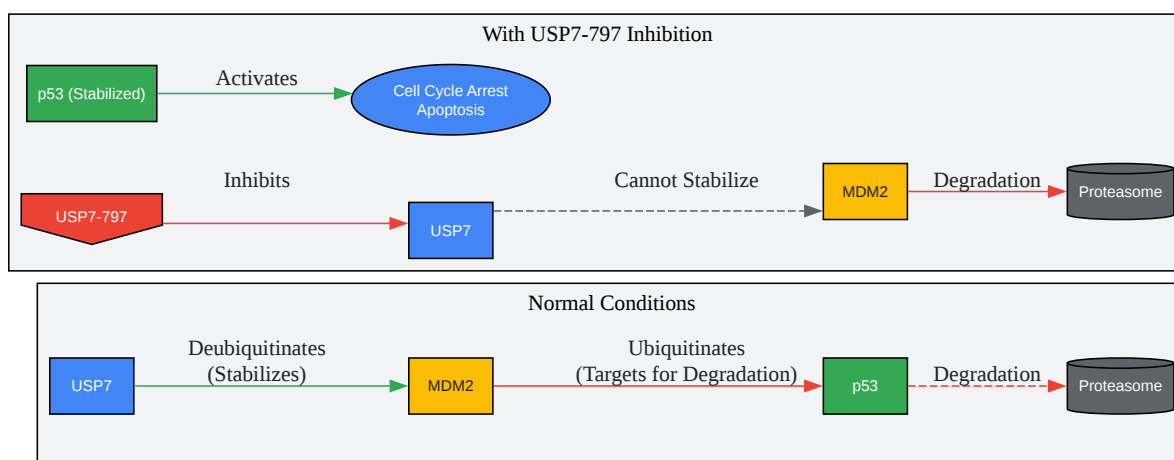 With USP7-797 Inhibition
p53 (Stabilized)
Activates
Cell Cycle Arrest
Apoptosis
USP7-797
Inhibits
USP7
Cannot Stabilize
MDM2
Degradation
Proteasome
Normal Conditions
USP7
Deubiquitinates
(Stabilizes)
MDM2
Ubiquitinates
(Targets for Degradation)
p53
Degradation
Proteasome